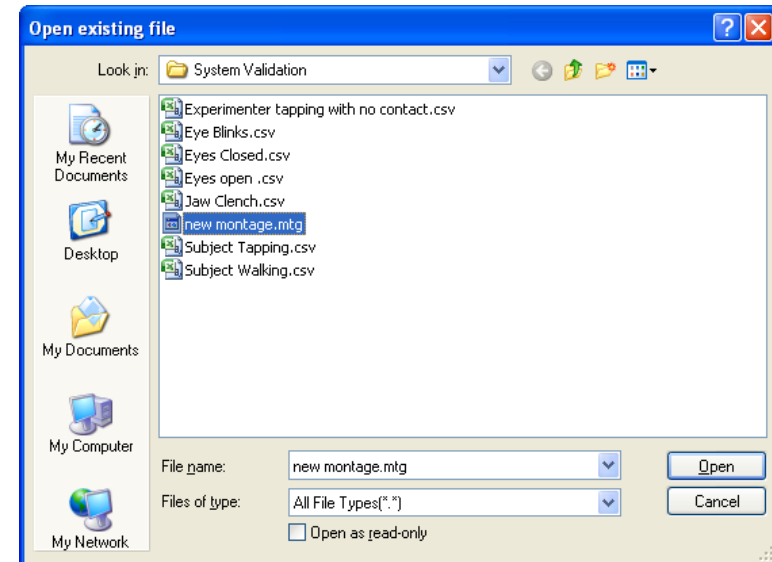 Open existing file
Look in: System Validation
Experimenter tapping with no contact.csv
Eye Blinks.csv
Eyes Closed.csv
Eyes open .csv
Jaw Clench.csv
new montage.mtg
Subject Tapping.csv
Subject Walking.csv
My Recent
Documents
Desktop
My Documents
My Computer
My Network
File name: new montage.mtg Open
Files of type: All File Types(*.*) Cancel
Open as read-only